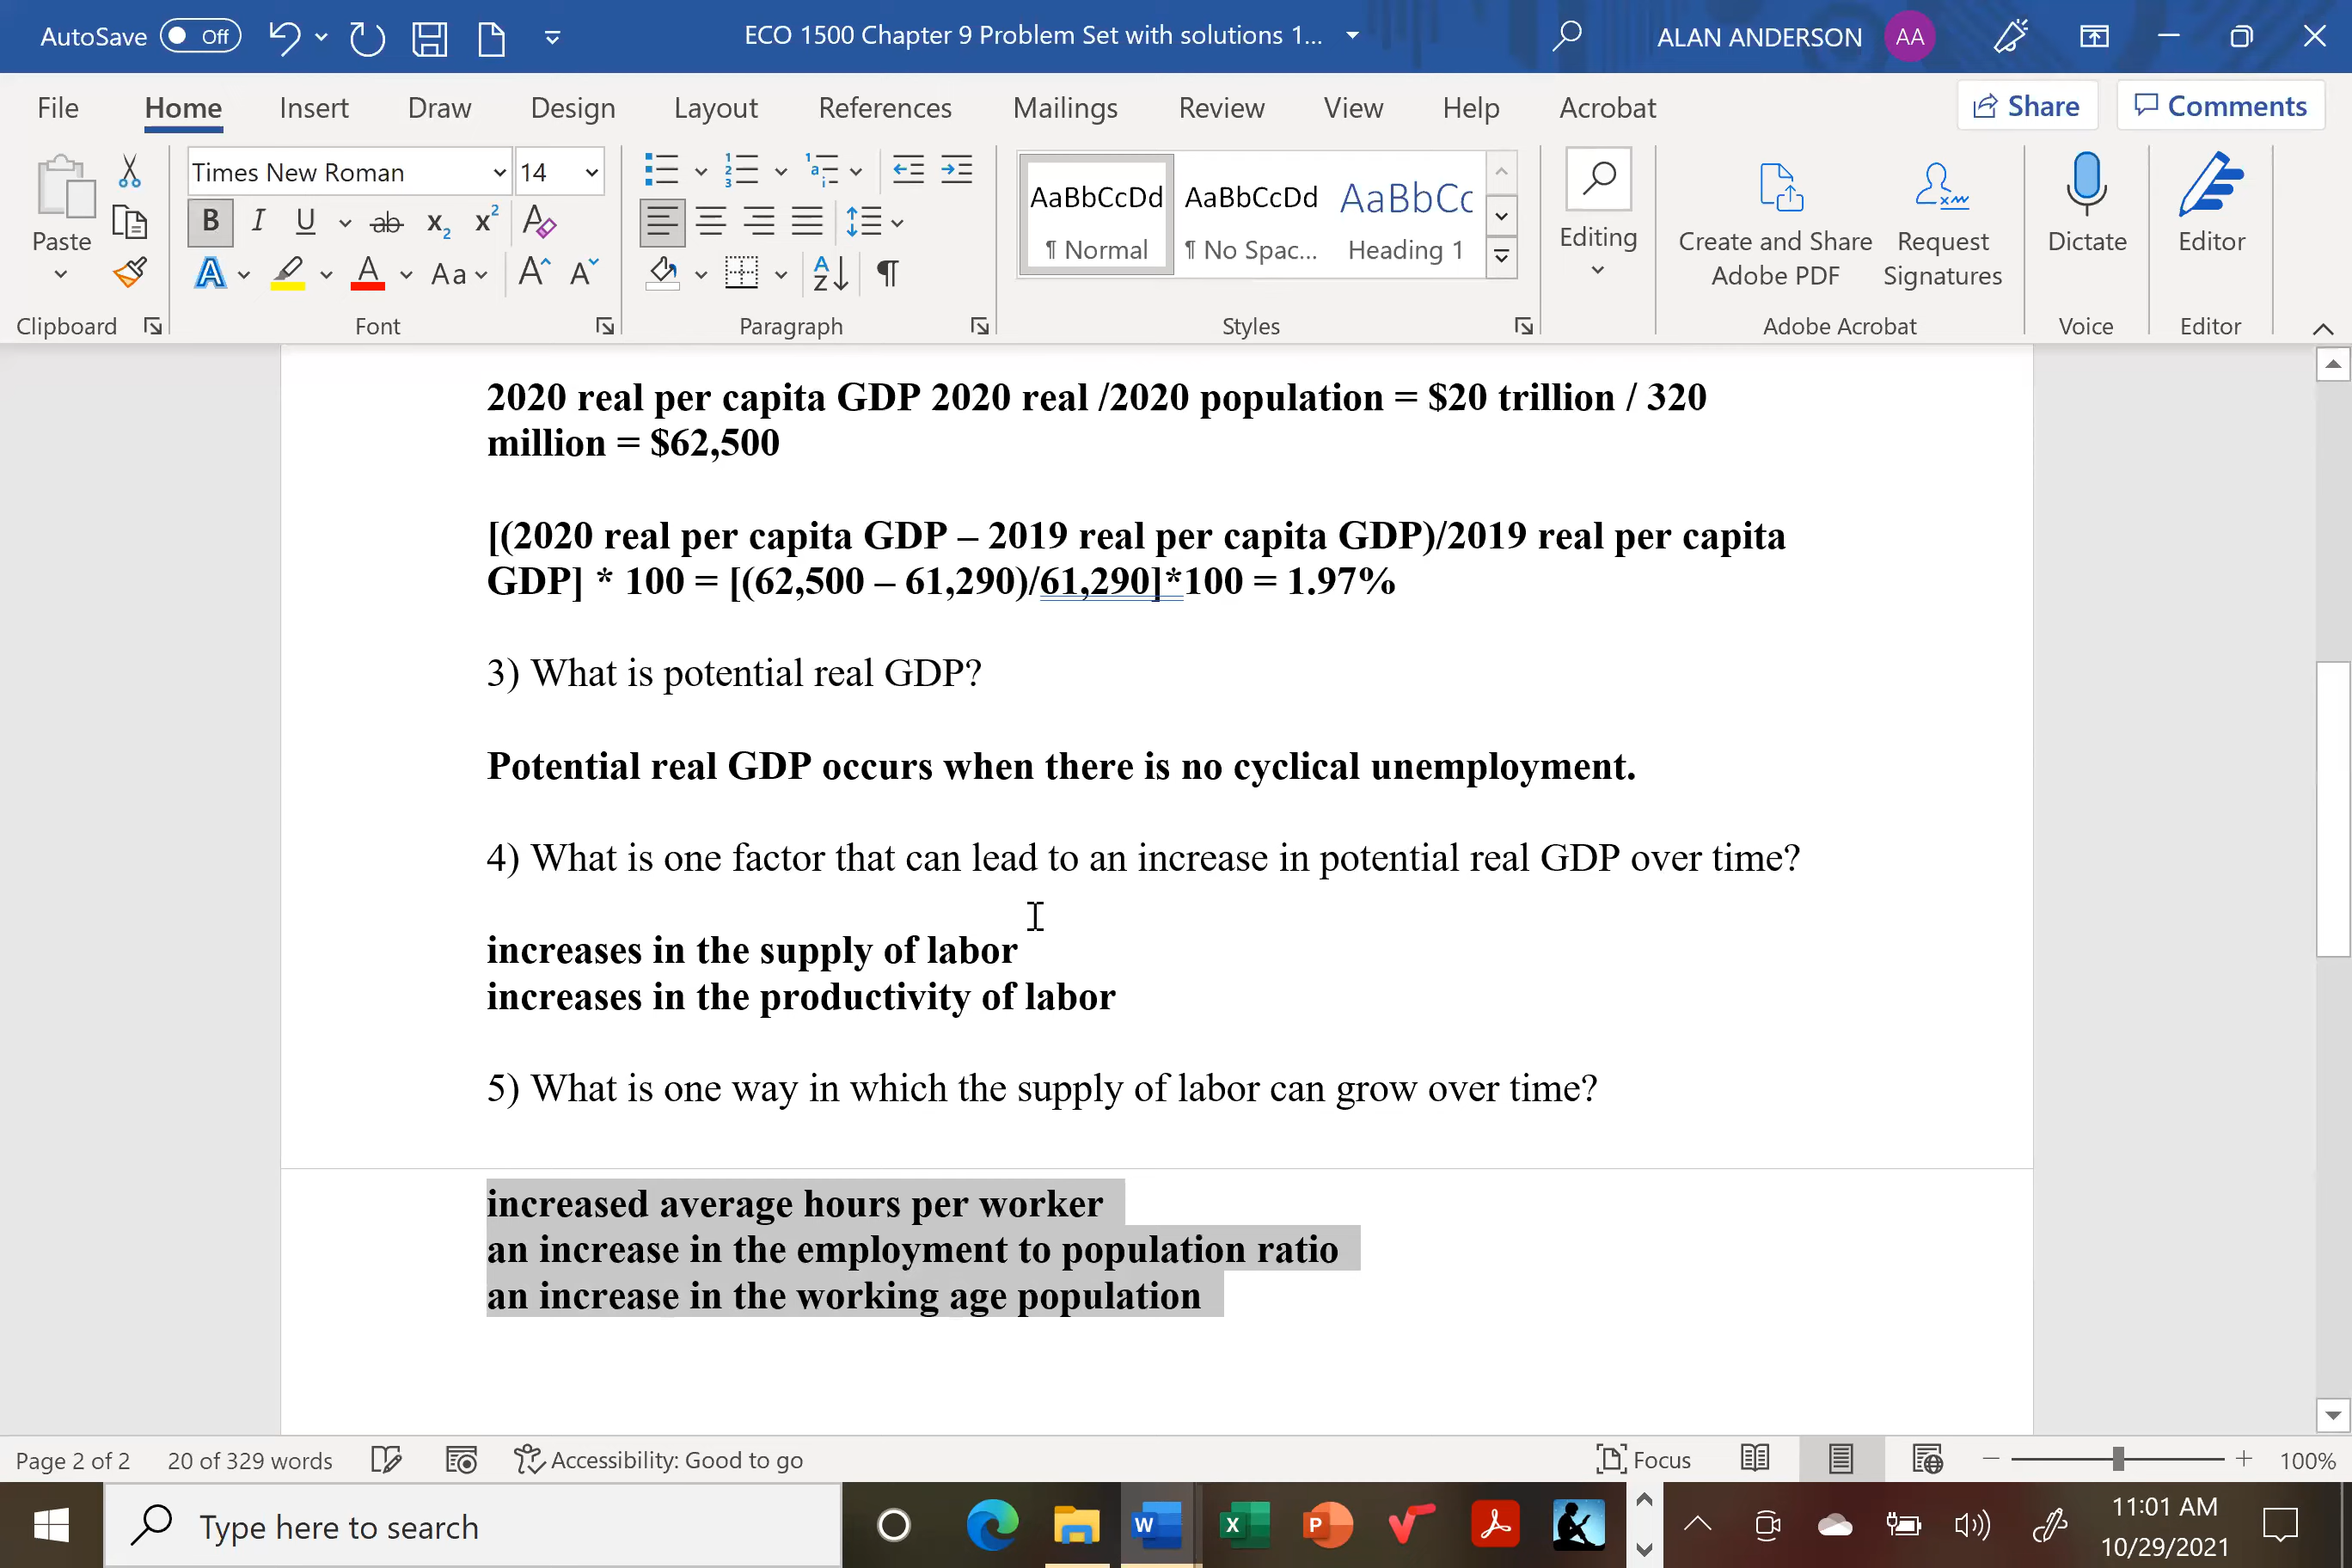 AutoSave Off ECO 1500 Chapter 9 Problem Set with solutions 1... ALAN ANDERSON AA
File Home Insert Draw Design Layout References Mailings Review View Help Acrobat Share Comments
Times New Roman 14
Paste
B I U ab x2 x2 A
A A Aa A A
AaBbCcDd AaBbCcDd AaBbCc
¶ Normal ¶ No Spac... Heading 1
Editing
Create and Share Adobe PDF
Request Signatures
Dictate
Editor
Clipboard Font Paragraph Styles Adobe Acrobat Voice Editor
2020 real per capita GDP 2020 real /2020 population = $20 trillion / 320
million = $62,500
[(2020 real per capita GDP – 2019 real per capita GDP)/2019 real per capita
GDP] * 100 = [(62,500 – 61,290)/61,290]*100 = 1.97%
3) What is potential real GDP?
Potential real GDP occurs when there is no cyclical unemployment.
4) What is one factor that can lead to an increase in potential real GDP over time?
increases in the supply of labor
increases in the productivity of labor
5) What is one way in which the supply of labor can grow over time?
increased average hours per worker
an increase in the employment to population ratio
an increase in the working age population
Page 2 of 2 20 of 329 words Accessibility: Good to go Focus 100%
Type here to search
11:01 AM
10/29/2021